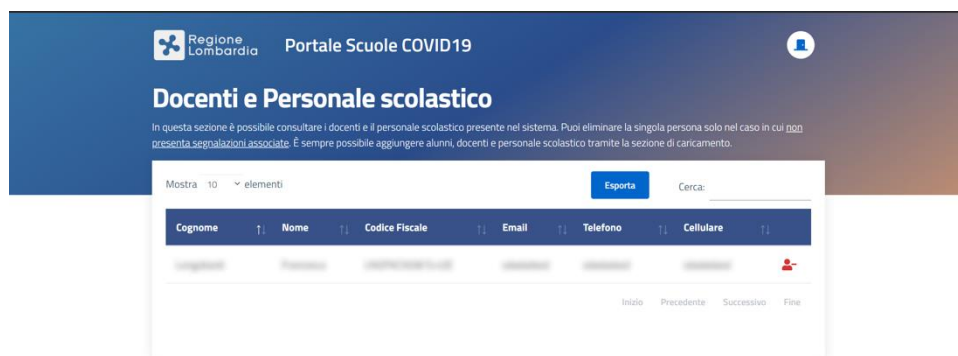 Regione
Lombardia
Portale Scuole COVID19
Docenti e Personale scolastico
In questa sezione è possibile consultare i docenti e il personale scolastico presente nel sistema. Puoi eliminare la singola persona solo nel caso in cui non
presenta segnalazioni associate. È sempre possibile aggiungere alunni, docenti e personale scolastico tramite la sezione di caricamento.
Mostra 10 elementi Esporta Cerca:
Cognome Nome Codice Fiscale Email Telefono Cellulare
Inizio Precedente Successivo Fine